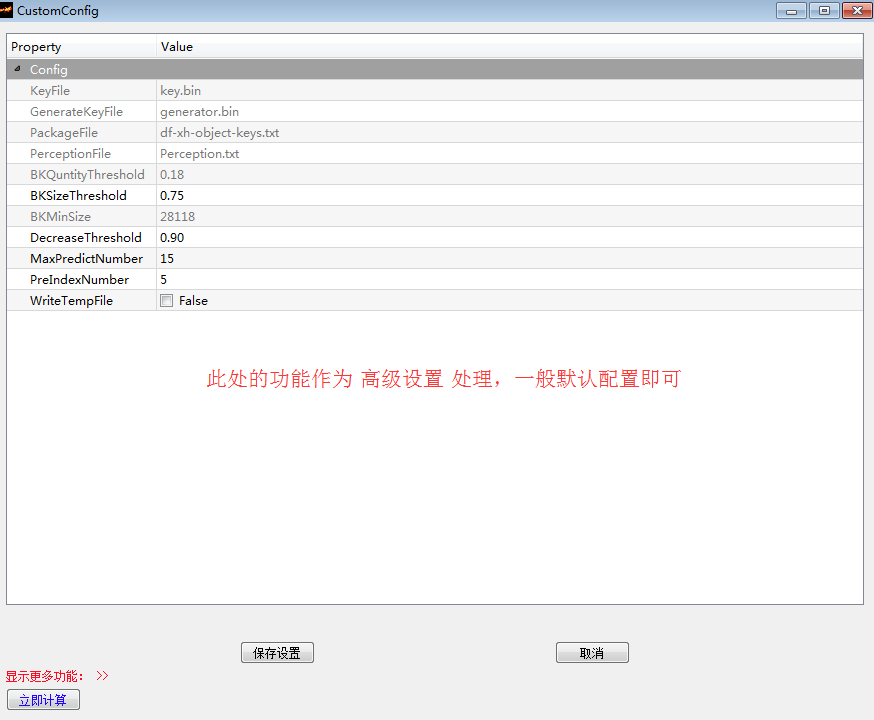 CustomConfig
Property Value
Config
KeyFile key.bin
GenerateKeyFile generator.bin
PackageFile df-xh-object-keys.txt
PerceptionFile Perception.txt
BKQuntityThreshold 0.18
BKSizeThreshold 0.75
BKMinSize 28118
DecreaseThreshold 0.90
MaxPredictNumber 15
PreIndexNumber 5
WriteTempFile False
此处的功能作为 高级设置 处理，一般默认配置即可
保存设置 取消
显示更多功能： >>
立即计算